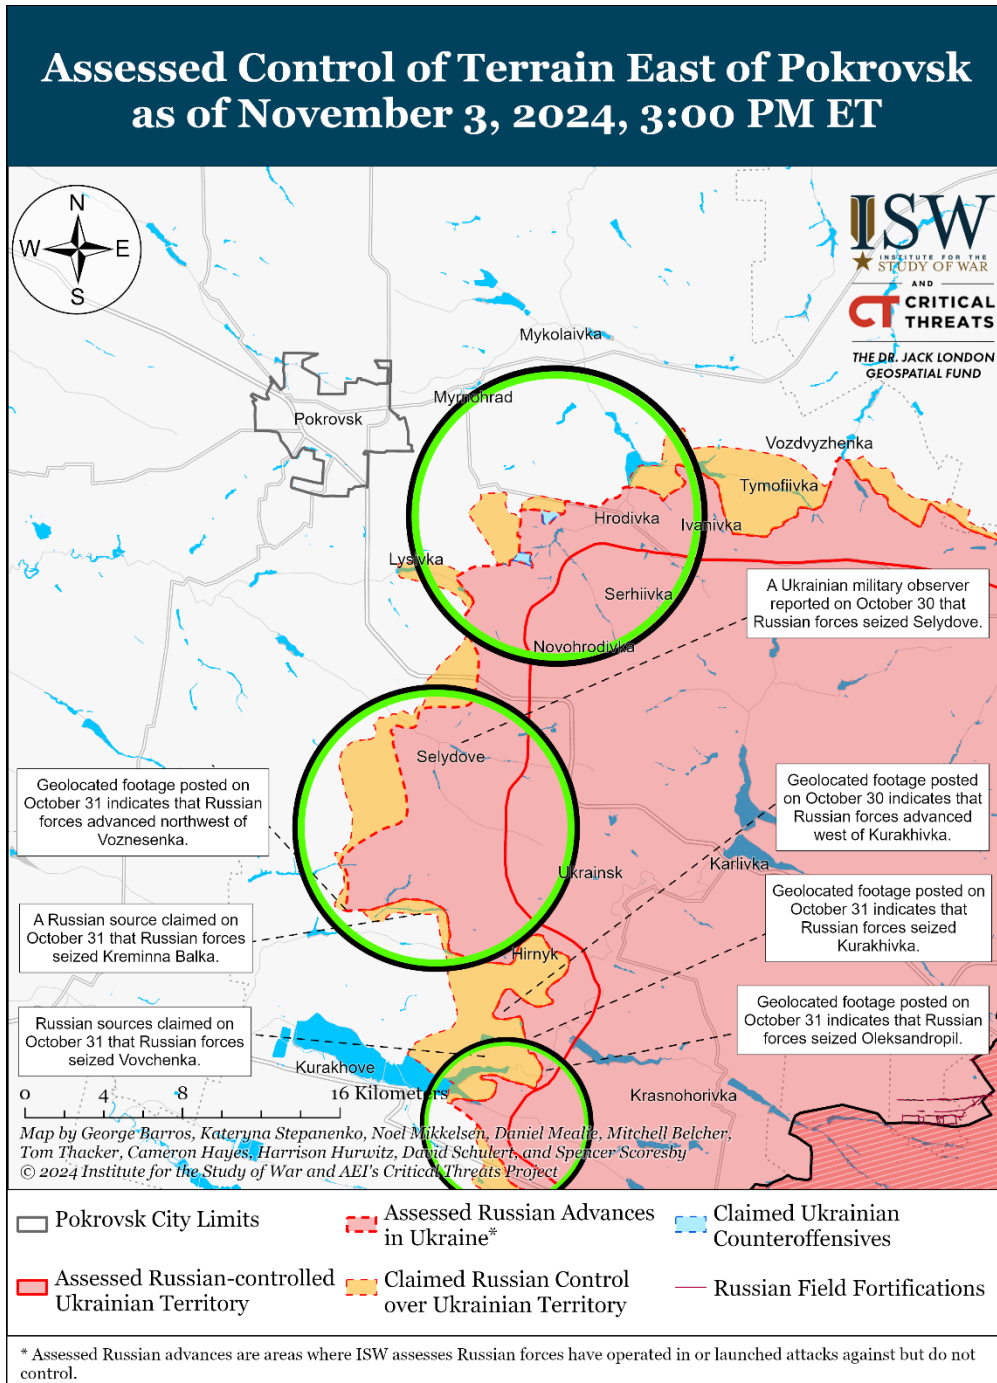 Assessed Control of Terrain East of Pokrovsk
as of November 3, 2024, 3:00 PM ET
N
W
E
S
ISW
INSTITUTE FOR THE
STUDY OF WAR
AND
CT CRITICAL
THREATS
THE DR. JACK LONDON
GEOSPATIAL FUND
Mykolaivka
Myrnohrad
Pokrovsk
Vozdvyzhenka
Tymofiivka
Hrodivka
Ivanivka
Lysivka
Serhiivka
A Ukrainian military observer
reported on October 30 that
Russian forces seized Selydove.
Novohrodivka
Selydove
Geolocated footage posted on
October 31 indicates that Russian
forces advanced northwest of
Voznesenka.
Geolocated footage posted
on October 30 indicates that
Russian forces advanced
west of Kurakhivka.
Karlivka
Ukrainsk
Geolocated footage posted
on October 31 indicates that
Russian forces seized
Kurakhivka.
A Russian source claimed on
October 31 that Russian forces
seized Kreminna Balka.
Hirnyk
Geolocated footage posted on
October 31 indicates that Russian
forces seized Oleksandropil.
Russian sources claimed on
October 31 that Russian forces
seized Vovchenka.
Kurakhove
Krasnohorivka
0 4 8 16 Kilometers
Map by George Barros, Kateryna Stepanenko, Noel Mikkelsen, Daniel Mealie, Mitchell Belcher,
Tom Thacker, Cameron Hayes, Harrison Hurwitz, David Schulert, and Spencer Scoresby
© 2024 Institute for the Study of War and AEI's Critical Threats Project
Pokrovsk City Limits
Assessed Russian Advances
in Ukraine*
Claimed Ukrainian
Counteroffensives
Assessed Russian-controlled
Ukrainian Territory
Claimed Russian Control
over Ukrainian Territory
Russian Field Fortifications
* Assessed Russian advances are areas where ISW assesses Russian forces have operated in or launched attacks against but do not
control.